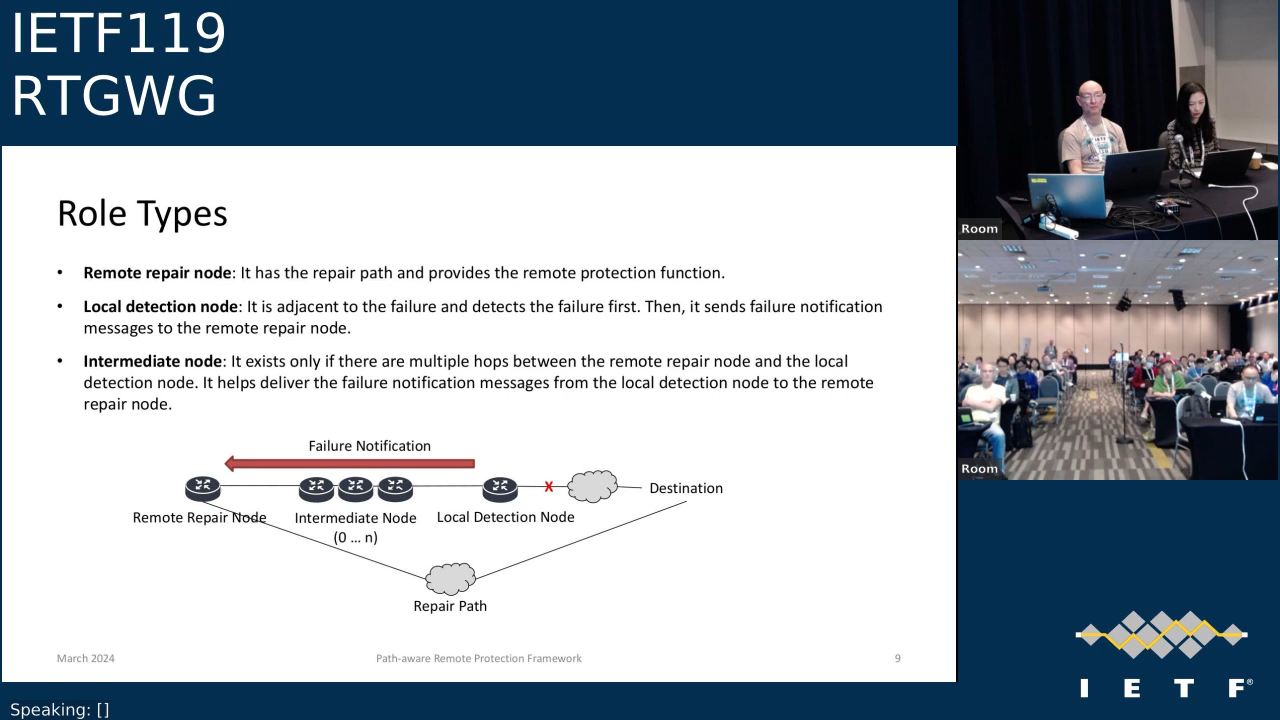 IETF119
RTGWG
Role Types
• Remote repair node: It has the repair path and provides the remote protection function.
• Local detection node: It is adjacent to the failure and detects the failure first. Then, it sends failure notification
messages to the remote repair node.
• Intermediate node: It exists only if there are multiple hops between the remote repair node and the local
detection node. It helps deliver the failure notification messages from the local detection node to the remote
repair node.
Failure Notification
X
Destination
Remote Repair Node
Intermediate Node
(0 … n)
Local Detection Node
Repair Path
March 2024
Path-aware Remote Protection Framework
9
Room
Room
I E T F®
Speaking: []